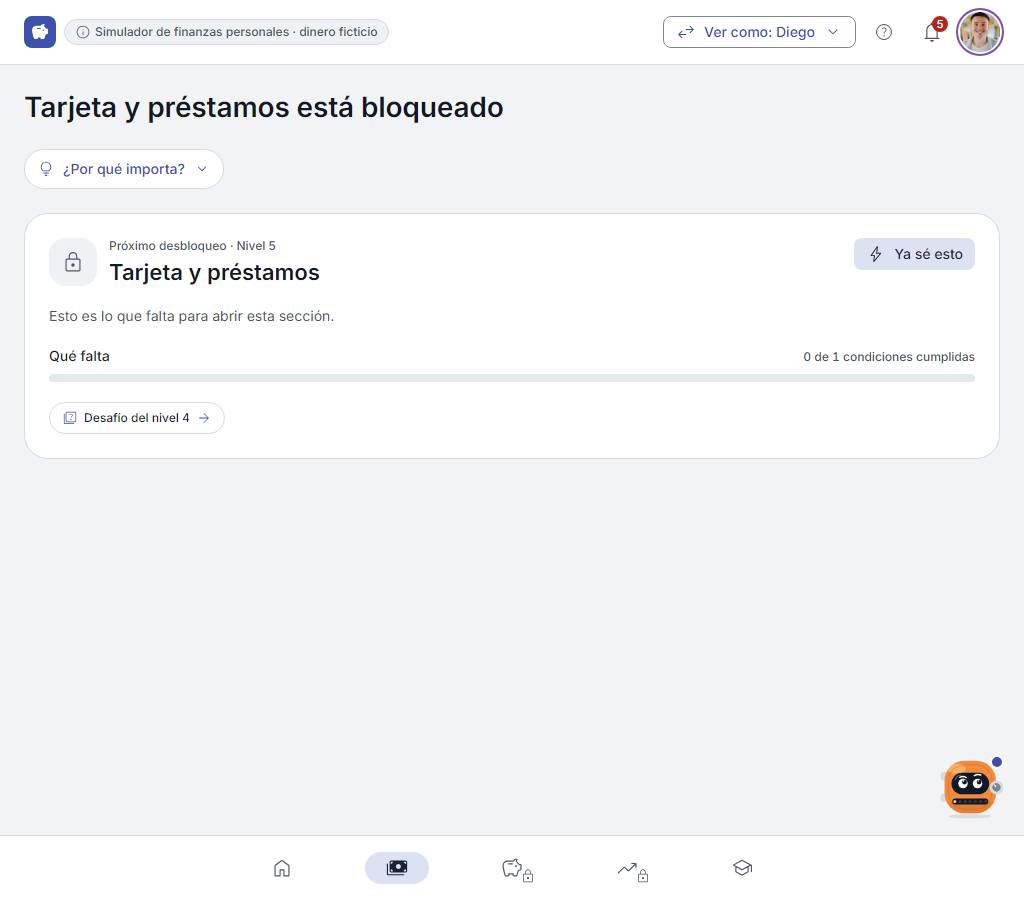 Simulador de finanzas personales · dinero ficticio
Ver como: Diego
5
Tarjeta y préstamos está bloqueado
¿Por qué importa?
Próximo desbloqueo · Nivel 5
Tarjeta y préstamos
Ya sé esto
Esto es lo que falta para abrir esta sección.
Qué falta
0 de 1 condiciones cumplidas
Desafío del nivel 4